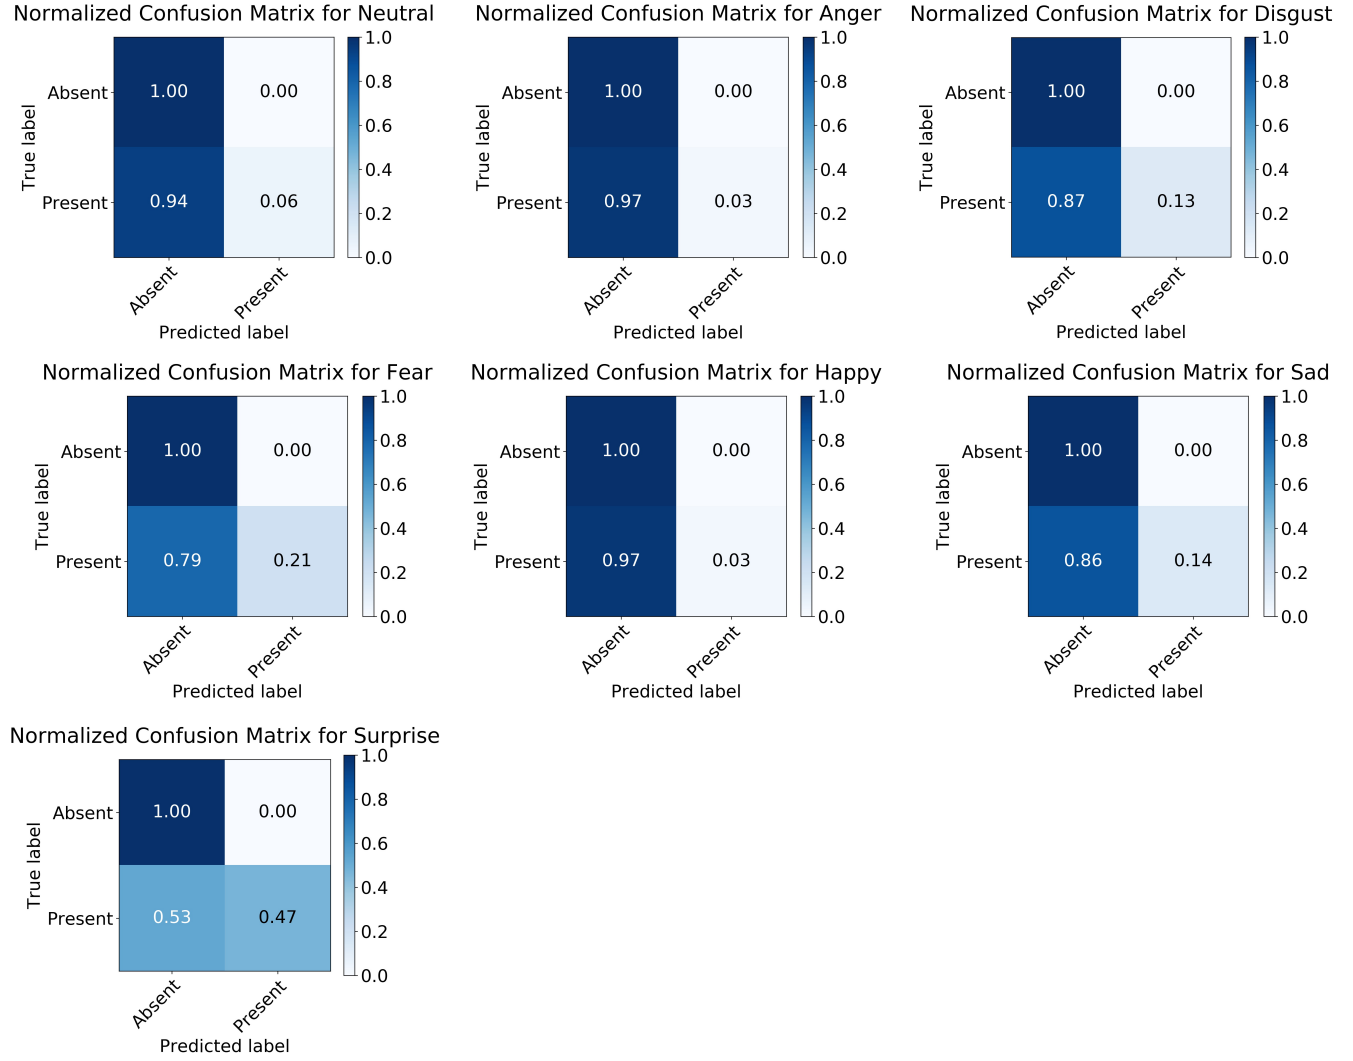 Normalized Confusion Matrix for Neutral
1.0
Absent
1.00
0.00
0.8
0.6
True label
0.4
Present
0.94
0.06
0.2
0.0
Absent
Present
Predicted label
Normalized Confusion Matrix for Anger
1.0
Absent
1.00
0.00
0.8
0.6
True label
0.4
Present
0.97
0.03
0.2
0.0
Absent
Present
Predicted label
Normalized Confusion Matrix for Disgust
1.0
Absent
1.00
0.00
0.8
0.6
True label
0.4
Present
0.87
0.13
0.2
0.0
Absent
Present
Predicted label
Normalized Confusion Matrix for Fear
1.0
Absent
1.00
0.00
0.8
0.6
True label
0.4
Present
0.79
0.21
0.2
0.0
Absent
Present
Predicted label
Normalized Confusion Matrix for Happy
1.0
Absent
1.00
0.00
0.8
0.6
True label
0.4
Present
0.97
0.03
0.2
0.0
Absent
Present
Predicted label
Normalized Confusion Matrix for Sad
1.0
Absent
1.00
0.00
0.8
0.6
True label
0.4
Present
0.86
0.14
0.2
0.0
Absent
Present
Predicted label
Normalized Confusion Matrix for Surprise
1.0
Absent
1.00
0.00
0.8
0.6
True label
0.4
Present
0.53
0.47
0.2
0.0
Absent
Present
Predicted label